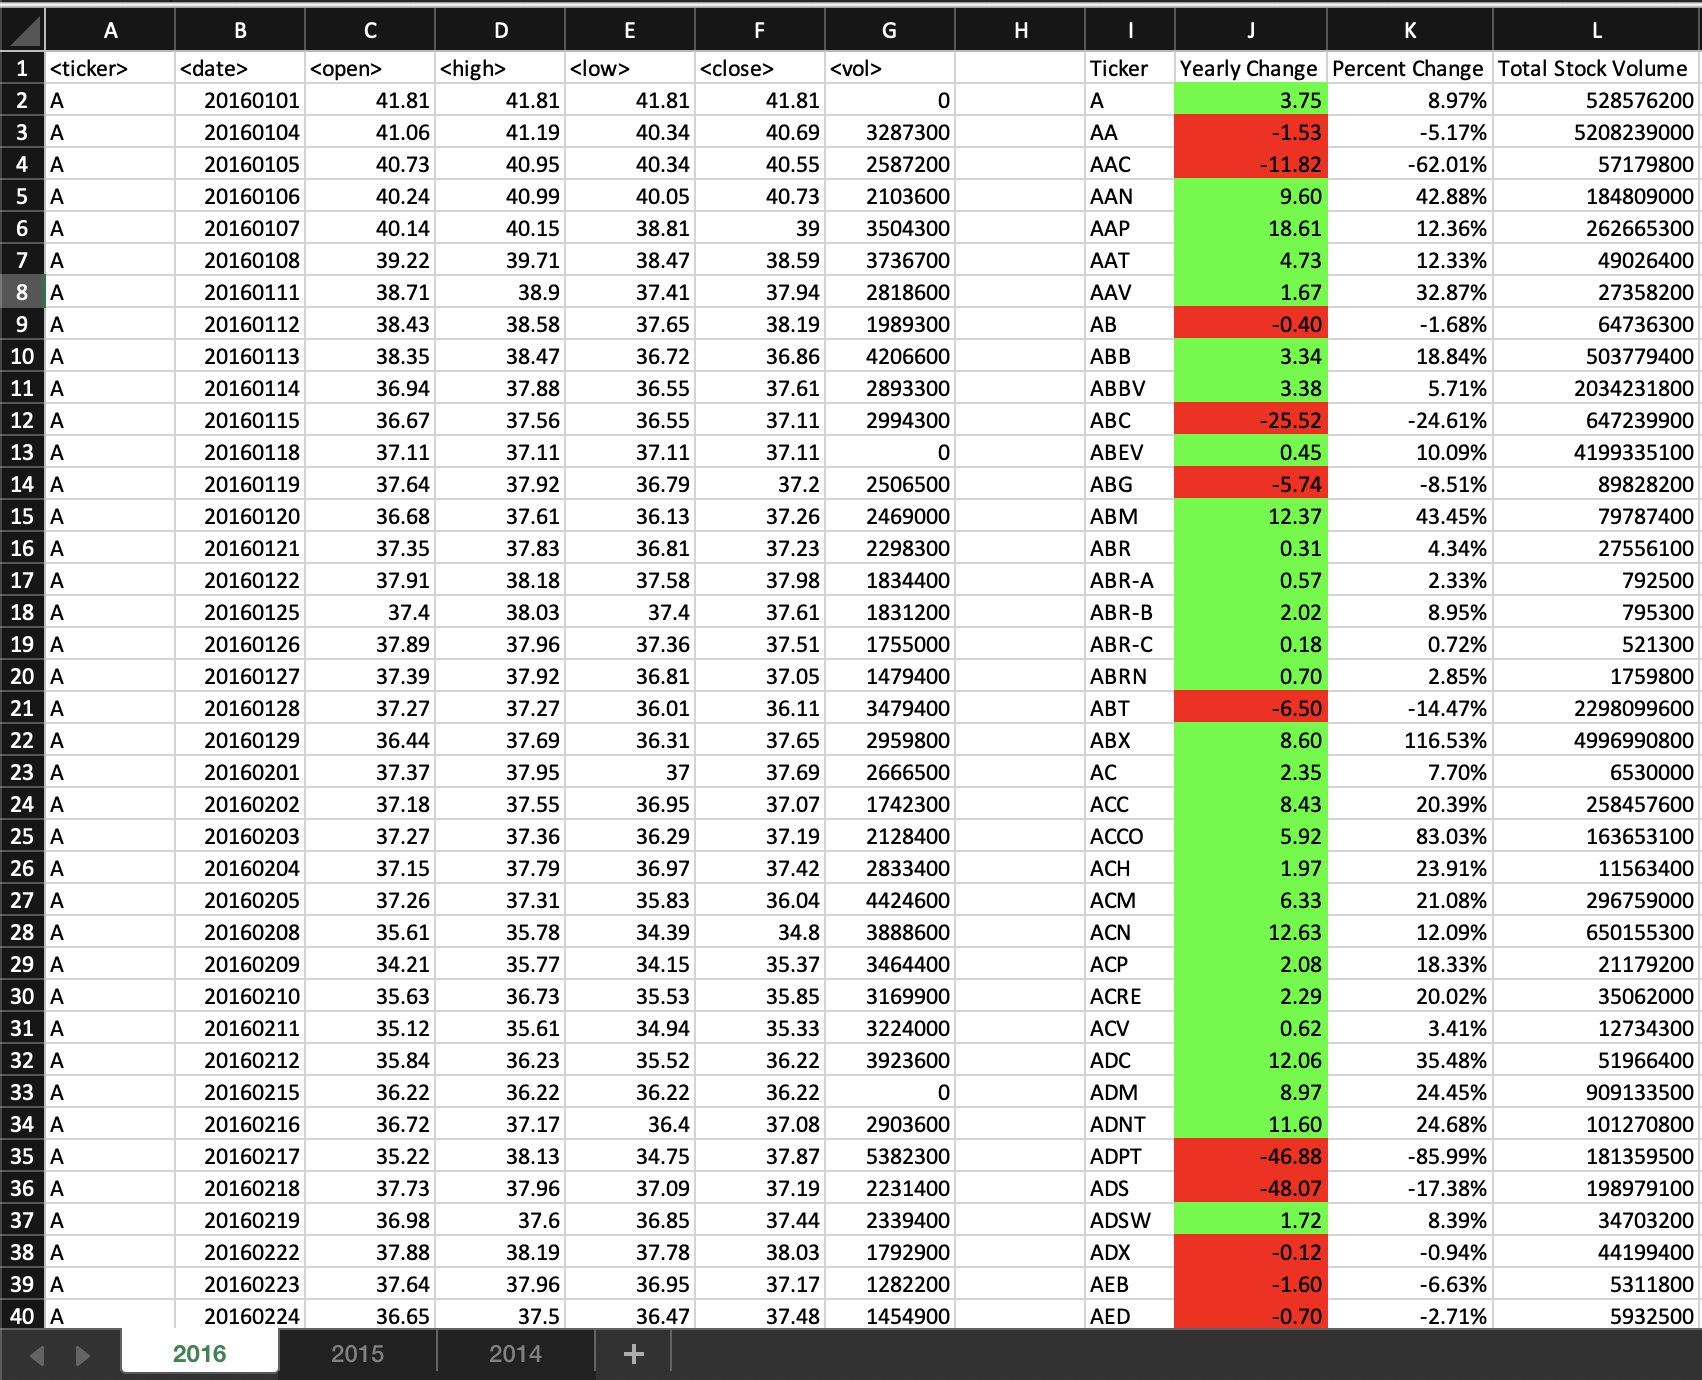 A B C D E F G H I J K L
1 <ticker> <date> <open> <high> <low> <close> <vol> Ticker Yearly Change Percent Change Total Stock Volume
2 A 20160101 41.81 41.81 41.81 41.81 0 A 3.75 8.97% 528576200
3 A 20160104 41.06 41.19 40.34 40.69 3287300 AA -1.53 -5.17% 5208239000
4 A 20160105 40.73 40.95 40.34 40.55 2587200 AAC -11.82 -62.01% 57179800
5 A 20160106 40.24 40.99 40.05 40.73 2103600 AAN 9.60 42.88% 184809000
6 A 20160107 40.14 40.15 38.81 39 3504300 AAP 18.61 12.36% 262665300
7 A 20160108 39.22 39.71 38.47 38.59 3736700 AAT 4.73 12.33% 49026400
8 A 20160111 38.71 38.9 37.41 37.94 2818600 AAV 1.67 32.87% 27358200
9 A 20160112 38.43 38.58 37.65 38.19 1989300 AB -0.40 -1.68% 64736300
10 A 20160113 38.35 38.47 36.72 36.86 4206600 ABB 3.34 18.84% 503779400
11 A 20160114 36.94 37.88 36.55 37.61 2893300 ABBV 3.38 5.71% 2034231800
12 A 20160115 36.67 37.56 36.55 37.11 2994300 ABC -25.52 -24.61% 647239900
13 A 20160118 37.11 37.11 37.11 37.11 0 ABEV 0.45 10.09% 4199335100
14 A 20160119 37.64 37.92 36.79 37.2 2506500 ABG -5.74 -8.51% 89828200
15 A 20160120 36.68 37.61 36.13 37.26 2469000 ABM 12.37 43.45% 79787400
16 A 20160121 37.35 37.83 36.81 37.23 2298300 ABR 0.31 4.34% 27556100
17 A 20160122 37.91 38.18 37.58 37.98 1834400 ABR-A 0.57 2.33% 792500
18 A 20160125 37.4 38.03 37.4 37.61 1831200 ABR-B 2.02 8.95% 795300
19 A 20160126 37.89 37.96 37.36 37.51 1755000 ABR-C 0.18 0.72% 521300
20 A 20160127 37.39 37.92 36.81 37.05 1479400 ABRN 0.70 2.85% 1759800
21 A 20160128 37.27 37.27 36.01 36.11 3479400 ABT -6.50 -14.47% 2298099600
22 A 20160129 36.44 37.69 36.31 37.65 2959800 ABX 8.60 116.53% 4996990800
23 A 20160201 37.37 37.95 37 37.69 2666500 AC 2.35 7.70% 6530000
24 A 20160202 37.18 37.55 36.95 37.07 1742300 ACC 8.43 20.39% 258457600
25 A 20160203 37.27 37.36 36.29 37.19 2128400 ACCO 5.92 83.03% 163653100
26 A 20160204 37.15 37.79 36.97 37.42 2833400 ACH 1.97 23.91% 11563400
27 A 20160205 37.26 37.31 35.83 36.04 4424600 ACM 6.33 21.08% 296759000
28 A 20160208 35.61 35.78 34.39 34.8 3888600 ACN 12.63 12.09% 650155300
29 A 20160209 34.21 35.77 34.15 35.37 3464400 ACP 2.08 18.33% 21179200
30 A 20160210 35.63 36.73 35.53 35.85 3169900 ACRE 2.29 20.02% 35062000
31 A 20160211 35.12 35.61 34.94 35.33 3224000 ACV 0.62 3.41% 12734300
32 A 20160212 35.84 36.23 35.52 36.22 3923600 ADC 12.06 35.48% 51966400
33 A 20160215 36.22 36.22 36.22 36.22 0 ADM 8.97 24.45% 909133500
34 A 20160216 36.72 37.17 36.4 37.08 2903600 ADNT 11.60 24.68% 101270800
35 A 20160217 35.22 38.13 34.75 37.87 5382300 ADPT -46.88 -85.99% 181359500
36 A 20160218 37.73 37.96 37.09 37.19 2231400 ADS -48.07 -17.38% 198979100
37 A 20160219 36.98 37.6 36.85 37.44 2339400 ADSW 1.72 8.39% 34703200
38 A 20160222 37.88 38.19 37.78 38.03 1792900 ADX -0.12 -0.94% 44199400
39 A 20160223 37.64 37.96 36.95 37.17 1282200 AEB -1.60 -6.63% 5311800
40 A 20160224 36.65 37.5 36.47 37.48 1454900 AED -0.70 -2.71% 5932500
2016 2015 2014 +